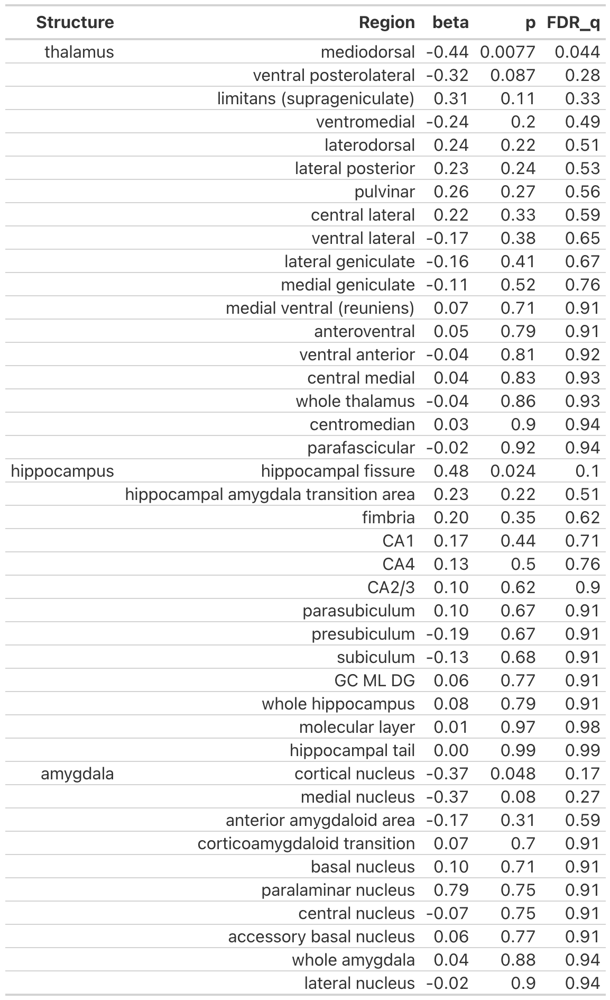 Structure Region beta p FDR_q
thalamus mediodorsal -0.44 0.0077 0.044
ventral posterolateral -0.32 0.087 0.28
limitans (suprageniculate) 0.31 0.11 0.33
ventromedial -0.24 0.2 0.49
laterodorsal 0.24 0.22 0.51
lateral posterior 0.23 0.24 0.53
pulvinar 0.26 0.27 0.56
central lateral 0.22 0.33 0.59
ventral lateral -0.17 0.38 0.65
lateral geniculate -0.16 0.41 0.67
medial geniculate -0.11 0.52 0.76
medial ventral (reuniens) 0.07 0.71 0.91
anteroventral 0.05 0.79 0.91
ventral anterior -0.04 0.81 0.92
central medial 0.04 0.83 0.93
whole thalamus -0.04 0.86 0.93
centromedian 0.03 0.9 0.94
parafascicular -0.02 0.92 0.94
hippocampus hippocampal fissure 0.48 0.024 0.1
hippocampal amygdala transition area 0.23 0.22 0.51
fimbria 0.20 0.35 0.62
CA1 0.17 0.44 0.71
CA4 0.13 0.5 0.76
CA2/3 0.10 0.62 0.9
parasubiculum 0.10 0.67 0.91
presubiculum -0.19 0.67 0.91
subiculum -0.13 0.68 0.91
GC ML DG 0.06 0.77 0.91
whole hippocampus 0.08 0.79 0.91
molecular layer 0.01 0.97 0.98
hippocampal tail 0.00 0.99 0.99
amygdala cortical nucleus -0.37 0.048 0.17
medial nucleus -0.37 0.08 0.27
anterior amygdaloid area -0.17 0.31 0.59
corticoamygdaloid transition 0.07 0.7 0.91
basal nucleus 0.10 0.71 0.91
paralaminar nucleus 0.79 0.75 0.91
central nucleus -0.07 0.75 0.91
accessory basal nucleus 0.06 0.77 0.91
whole amygdala 0.04 0.88 0.94
lateral nucleus -0.02 0.9 0.94